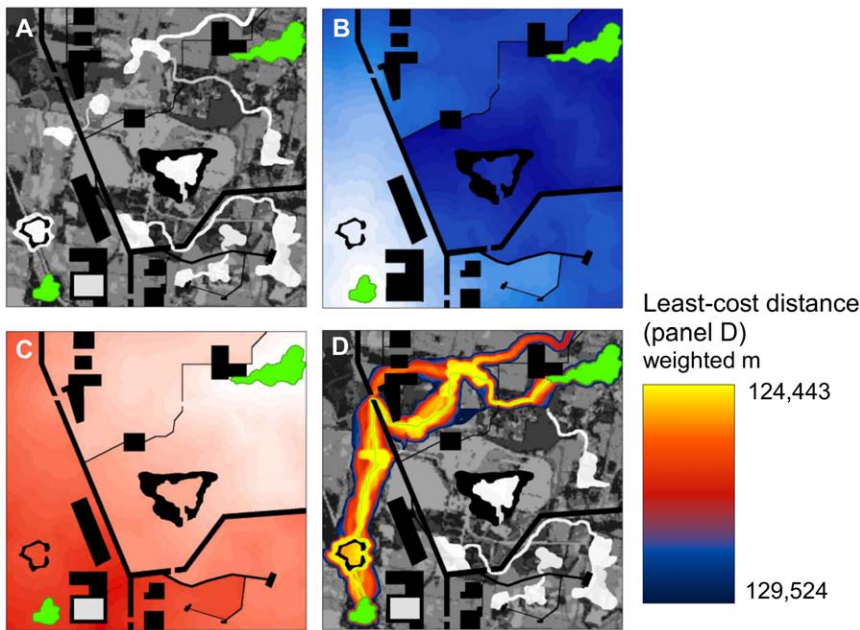 A
B
C
D
Least-cost distance
(panel D)
weighted m
124,443
129,524